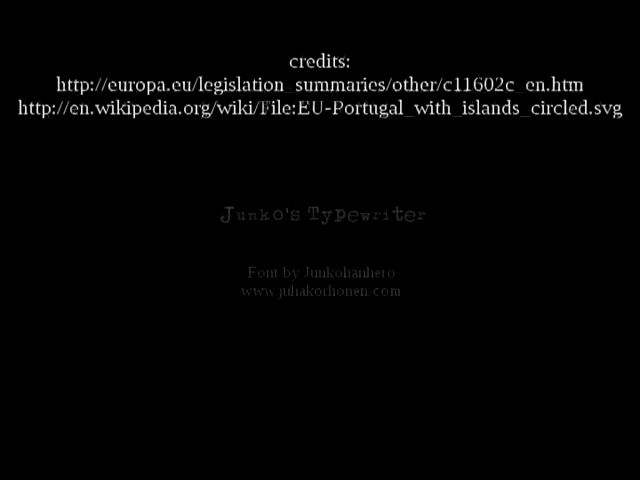 credits:
http://europa.eu/legislation_summaries/other/c11602c_en.htm
http://en.wikipedia.org/wiki/File:EU-Portugal_with_islands_circled.svg
Junko's Typewriter
Font by Junkohanhero
www.juhakorhonen.com